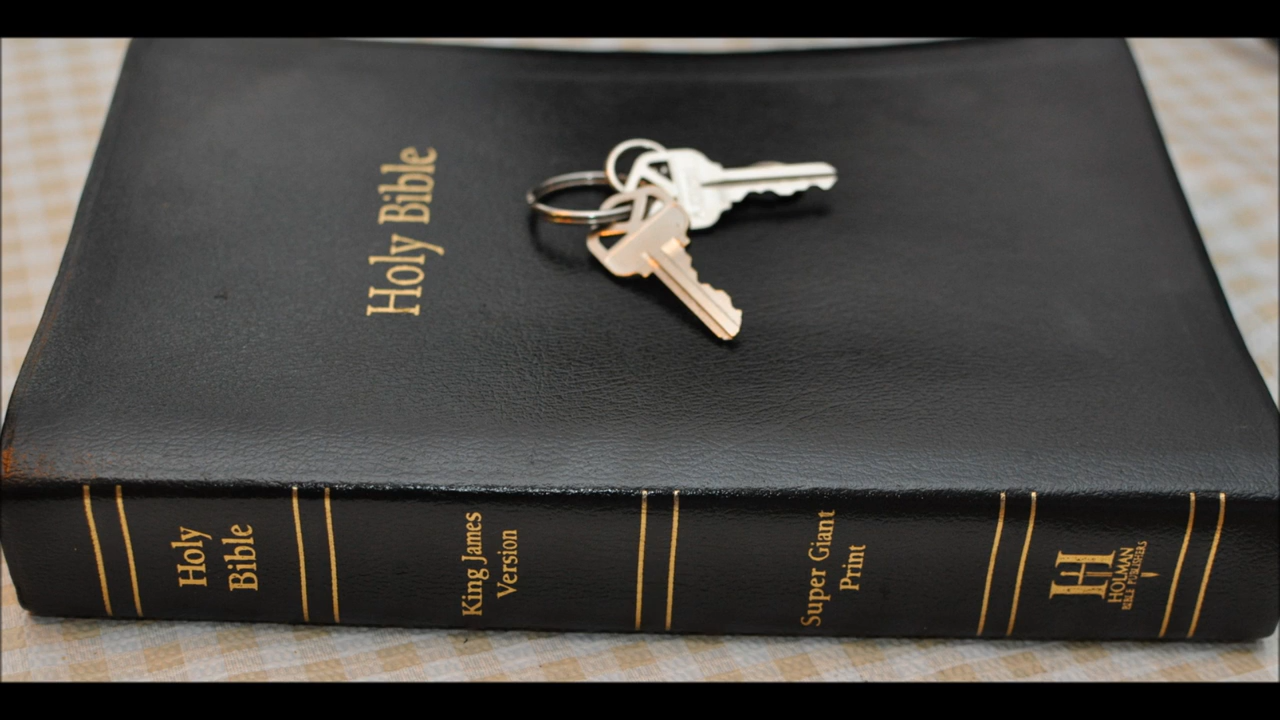 Holy Bible
Holy
Bible
King James
Version
Super Giant
Print
HOLMAN
BIBLE PUBLISHERS